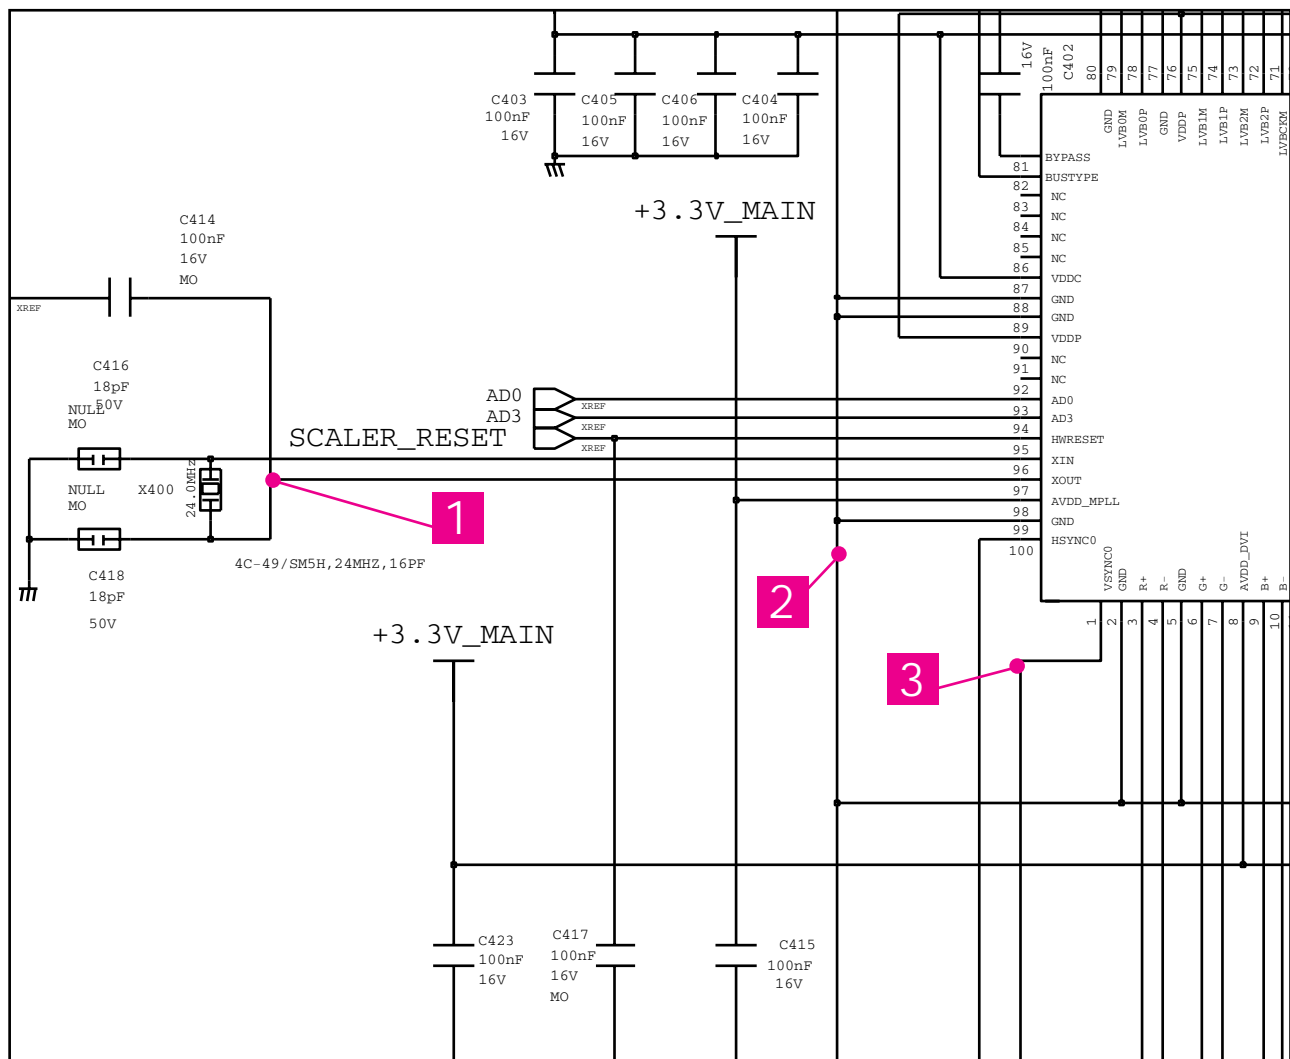 C403
100nF
16V
C405
100nF
16V
C406
100nF
16V
C404
100nF
16V
16V
100nF
C402
80
79
78
77
76
75
74
73
72
71
GND
LVB0M
LVB0P
GND
VDDP
LVB1M
LVB1P
LVB2M
LVB2P
LVBCKM
BYPASS
81
BUSTYPE
82
NC
83
NC
84
NC
85
NC
86
VDDC
87
GND
88
GND
89
VDDP
90
NC
91
NC
92
AD0
93
AD3
94
HWRESET
95
XIN
96
XOUT
97
AVDD_MPLL
98
GND
99
HSYNC0
100
+3.3V_MAIN
C414
100nF
16V
MO
XREF
C416
18pF
50V
NULL
MO
AD0
XREF
AD3
XREF
SCALER_RESET
XREF
NULL
MO
X400
24.0MHz
1
4C-49/SM5H,24MHZ,16PF
C418
18pF
50V
2
3
VSYNC0
GND
R+
R-
GND
G+
G-
AVDD_DVI
B+
B-
1
2
3
4
5
6
7
8
9
10
+3.3V_MAIN
C423
100nF
16V
C417
100nF
16V
MO
C415
100nF
16V